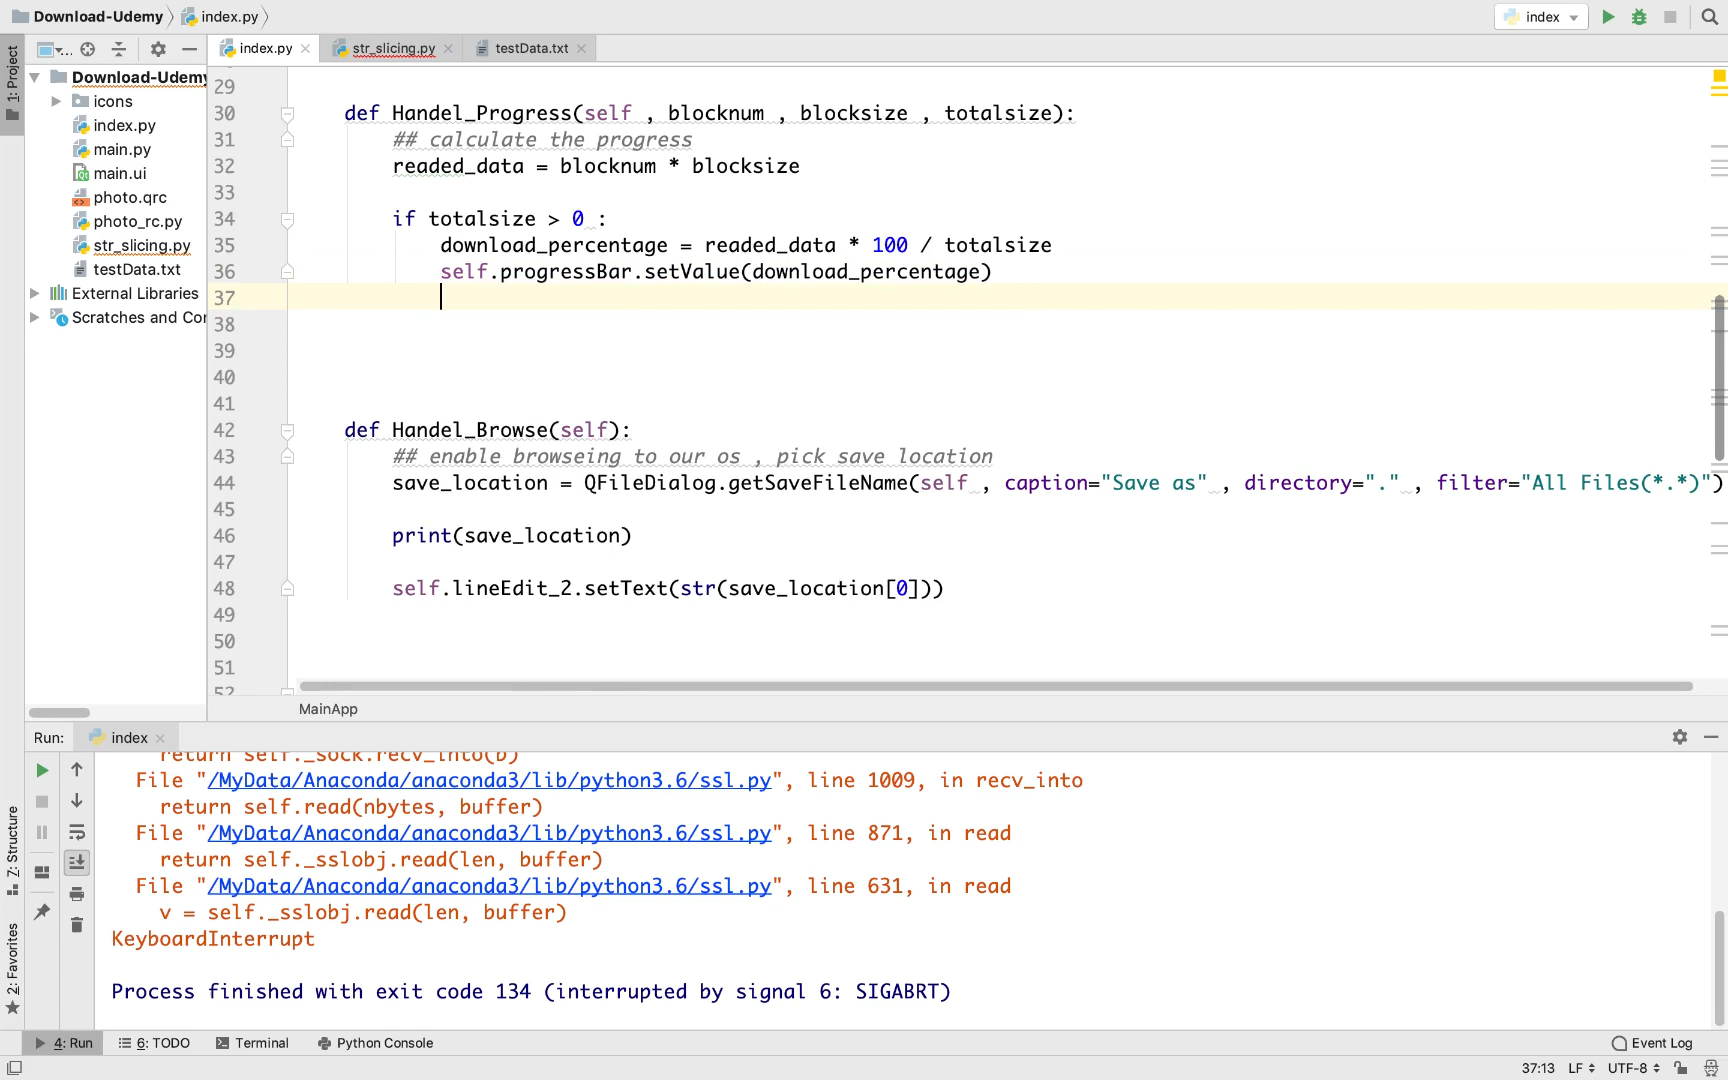 Download-Udemy index.py index
1: Project
... index.py str_slicing.py testData.txt
Download-Udemy
icons
index.py
main.py
main.ui
photo.qrc
photo_rc.py
str_slicing.py
testData.txt
External Libraries
Scratches and Cor
29
30 def Handel_Progress(self , blocknum , blocksize , totalsize):
31 ## calculate the progress
32 readed_data = blocknum * blocksize
33
34 if totalsize > 0 :
35 download_percentage = readed_data * 100 / totalsize
36 self.progressBar.setValue(download_percentage)
37
38
39
40
41
42 def Handel_Browse(self):
43 ## enable browseing to our os , pick save location
44 save_location = QFileDialog.getSaveFileName(self , caption="Save as" , directory="." , filter="All Files(*.*)")
45
46 print(save_location)
47
48 self.lineEdit_2.setText(str(save_location[0]))
49
50
51
52
MainApp
Run: index
return self._sock.recv_into(b)
File "/MyData/Anaconda/anaconda3/lib/python3.6/ssl.py", line 1009, in recv_into
return self.read(nbytes, buffer)
File "/MyData/Anaconda/anaconda3/lib/python3.6/ssl.py", line 871, in read
return self._sslobj.read(len, buffer)
File "/MyData/Anaconda/anaconda3/lib/python3.6/ssl.py", line 631, in read
v = self._sslobj.read(len, buffer)
KeyboardInterrupt
Process finished with exit code 134 (interrupted by signal 6: SIGABRT)
Z: Structure
2: Favorites
4: Run 6: TODO Terminal Python Console Event Log
37:13 LF UTF-8